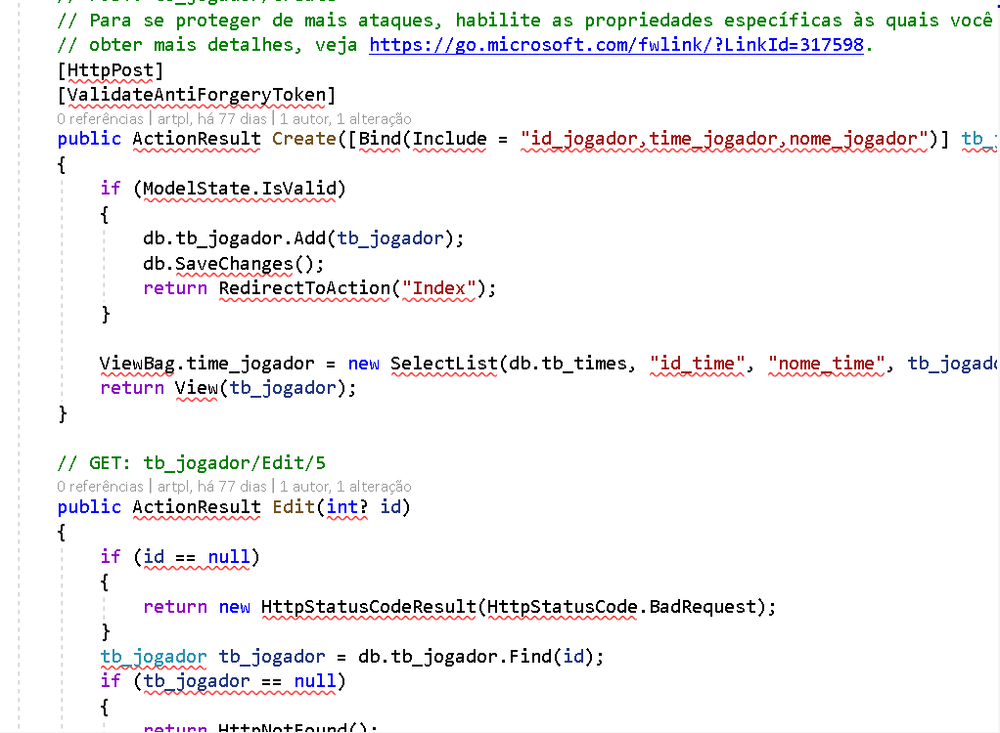 // Para se proteger de mais ataques, habilite as propriedades específicas às quais você
// obter mais detalhes, veja https://go.microsoft.com/fwlink/?LinkId=317598.
[HttpPost]
[ValidateAntiForgeryToken]
0 referências | artpl, há 77 dias | 1 autor, 1 alteração
public ActionResult Create([Bind(Include = "id_jogador,time_jogador,nome_jogador")] tb_
{
if (ModelState.IsValid)
{
db.tb_jogador.Add(tb_jogador);
db.SaveChanges();
return RedirectToAction("Index");
}
ViewBag.time_jogador = new SelectList(db.tb_times, "id_time", "nome_time", tb_jogad
return View(tb_jogador);
}
// GET: tb_jogador/Edit/5
0 referências | artpl, há 77 dias | 1 autor, 1 alteração
public ActionResult Edit(int? id)
{
if (id == null)
{
return new HttpStatusCodeResult(HttpStatusCode.BadRequest);
}
tb_jogador tb_jogador = db.tb_jogador.Find(id);
if (tb_jogador == null)
{
return HttpNotFound();